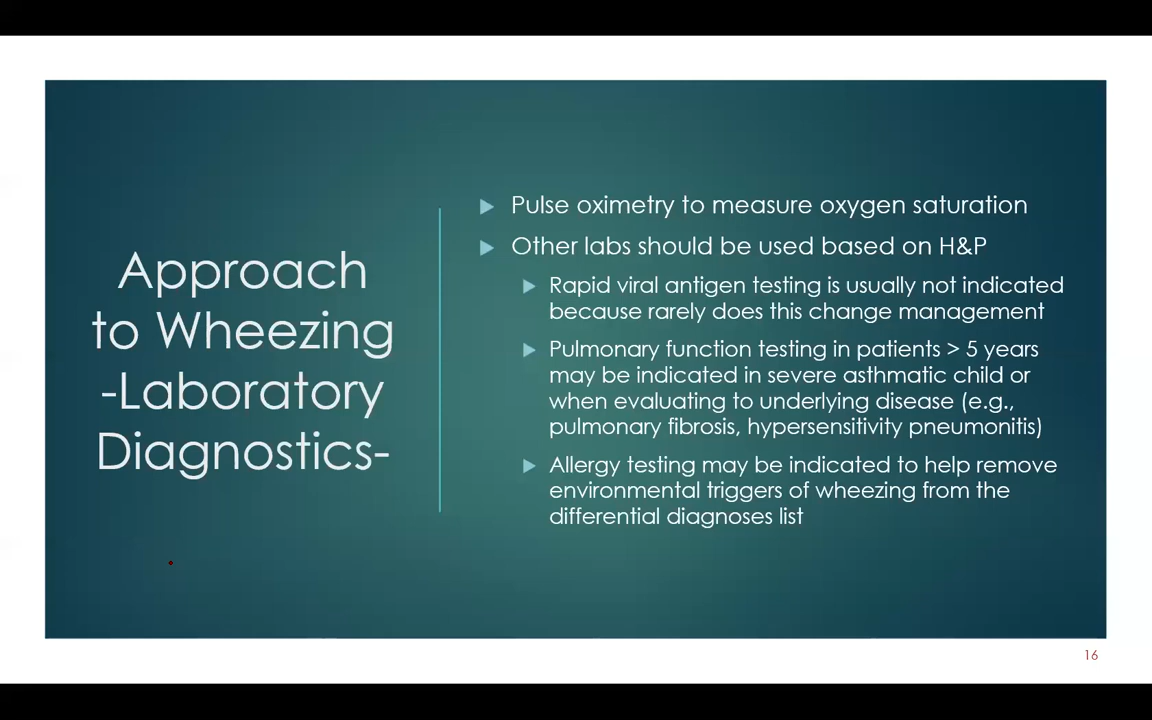 Approach
to Wheezing
-Laboratory
Diagnostics-
Pulse oximetry to measure oxygen saturation
Other labs should be used based on H&P
Rapid viral antigen testing is usually not indicated
because rarely does this change management
Pulmonary function testing in patients > 5 years
may be indicated in severe asthmatic child or
when evaluating to underlying disease (e.g.,
pulmonary fibrosis, hypersensitivity pneumonitis)
Allergy testing may be indicated to help remove
environmental triggers of wheezing from the
differential diagnoses list
16